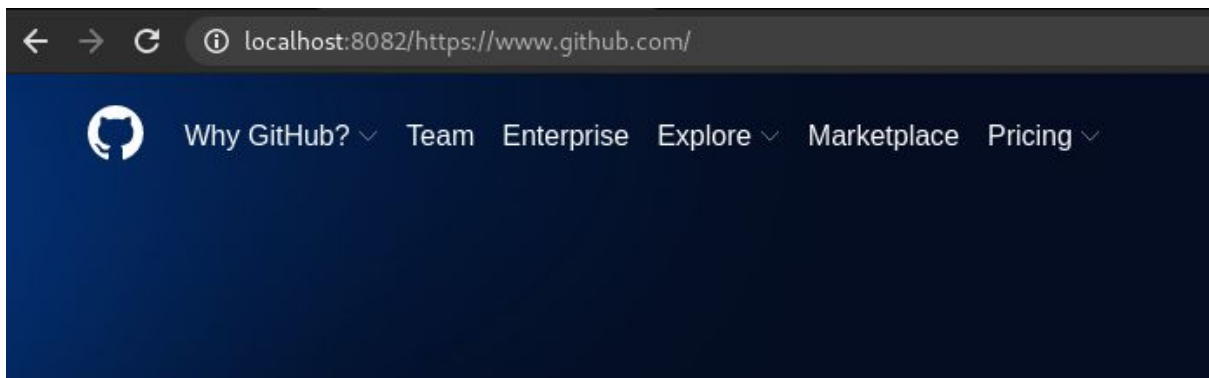 localhost:8082/https://www.github.com/
Why GitHub? Team Enterprise Explore Marketplace Pricing